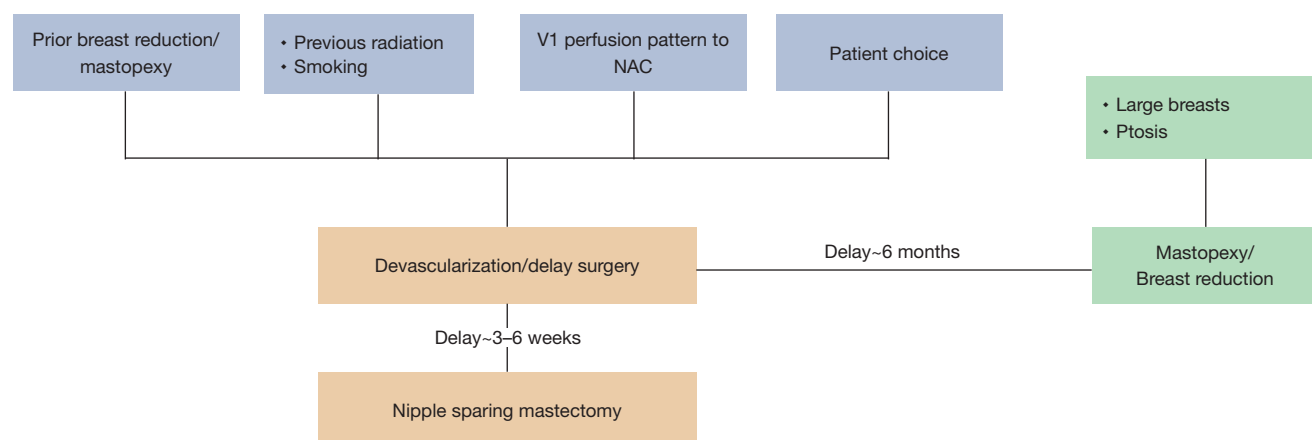 Prior breast reduction/
mastopexy
• Previous radiation
• Smoking
V1 perfusion pattern to
NAC
Patient choice
• Large breasts
• Ptosis
Devascularization/delay surgery
Delay~6 months
Mastopexy/
Breast reduction
Delay~3–6 weeks
Nipple sparing mastectomy